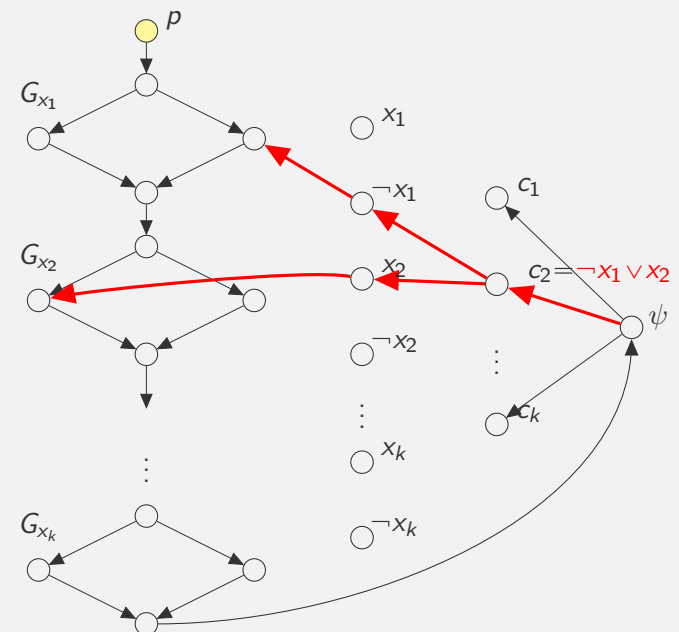 p
G_{x_1}
x_1
¬x_1
c_1
G_{x_2}
x_2
c_2 = ¬x_1 ∨ x_2
ψ
¬x_2
⋮
⋮
c_k
x_k
⋮
G_{x_k}
¬x_k